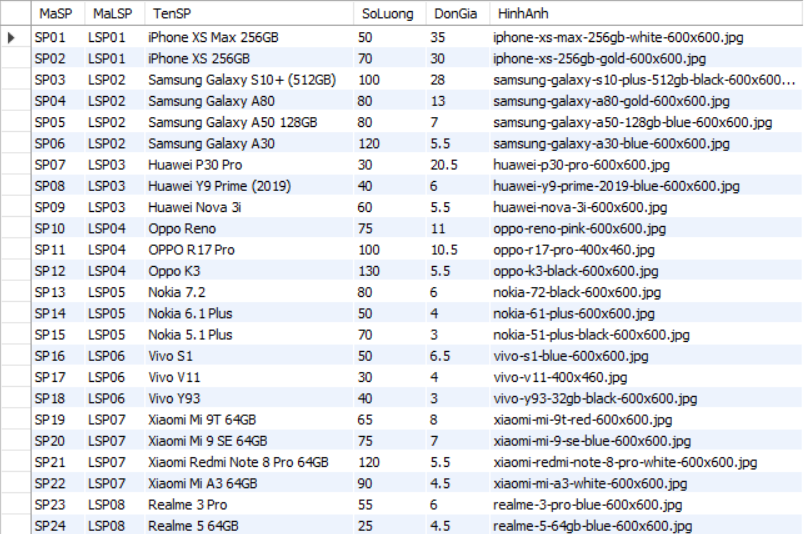 MaSP MaLSP TenSP SoLuong DonGia HinhAnh
SP01 LSP01 iPhone XS Max 256GB 50 35 iphone-xs-max-256gb-white-600x600.jpg
SP02 LSP01 iPhone XS 256GB 70 30 iphone-xs-256gb-gold-600x600.jpg
SP03 LSP02 Samsung Galaxy S10+ (512GB) 100 28 samsung-galaxy-s10-plus-512gb-black-600x600...
SP04 LSP02 Samsung Galaxy A80 80 13 samsung-galaxy-a80-gold-600x600.jpg
SP05 LSP02 Samsung Galaxy A50 128GB 80 7 samsung-galaxy-a50-128gb-blue-600x600.jpg
SP06 LSP02 Samsung Galaxy A30 120 5.5 samsung-galaxy-a30-blue-600x600.jpg
SP07 LSP03 Huawei P30 Pro 30 20.5 huawei-p30-pro-600x600.jpg
SP08 LSP03 Huawei Y9 Prime (2019) 40 6 huawei-y9-prime-2019-blue-600x600.jpg
SP09 LSP03 Huawei Nova 3i 60 5.5 huawei-nova-3i-600x600.jpg
SP10 LSP04 Oppo Reno 75 11 oppo-reno-pink-600x600.jpg
SP11 LSP04 OPPO R17 Pro 100 10.5 oppo-r17-pro-400x460.jpg
SP12 LSP04 Oppo K3 130 5.5 oppo-k3-black-600x600.jpg
SP13 LSP05 Nokia 7.2 80 6 nokia-72-black-600x600.jpg
SP14 LSP05 Nokia 6.1 Plus 50 4 nokia-61-plus-600x600.jpg
SP15 LSP05 Nokia 5.1 Plus 70 3 nokia-51-plus-black-600x600.jpg
SP16 LSP06 Vivo S1 50 6.5 vivo-s1-blue-600x600.jpg
SP17 LSP06 Vivo V11 30 4 vivo-v11-400x460.jpg
SP18 LSP06 Vivo Y93 40 3 vivo-y93-32gb-black-600x600.jpg
SP19 LSP07 Xiaomi Mi 9T 64GB 65 8 xiaomi-mi-9t-red-600x600.jpg
SP20 LSP07 Xiaomi Mi 9 SE 64GB 75 7 xiaomi-mi-9-se-blue-600x600.jpg
SP21 LSP07 Xiaomi Redmi Note 8 Pro 64GB 120 5.5 xiaomi-redmi-note-8-pro-white-600x600.jpg
SP22 LSP07 Xiaomi Mi A3 64GB 90 4.5 xiaomi-mi-a3-white-600x600.jpg
SP23 LSP08 Realme 3 Pro 55 6 realme-3-pro-blue-600x600.jpg
SP24 LSP08 Realme 5 64GB 25 4.5 realme-5-64gb-blue-600x600.jpg